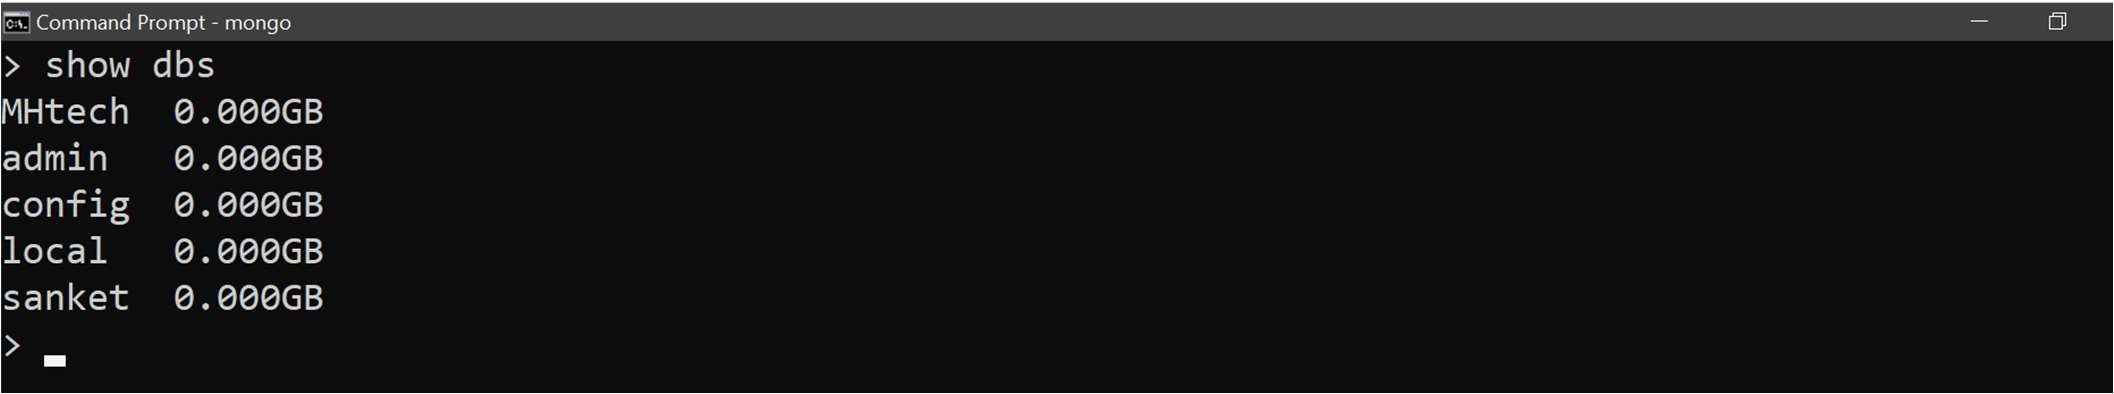 Command Prompt - mongo
> show dbs
MHtech  0.000GB
admin   0.000GB
config  0.000GB
local   0.000GB
sanket  0.000GB
>